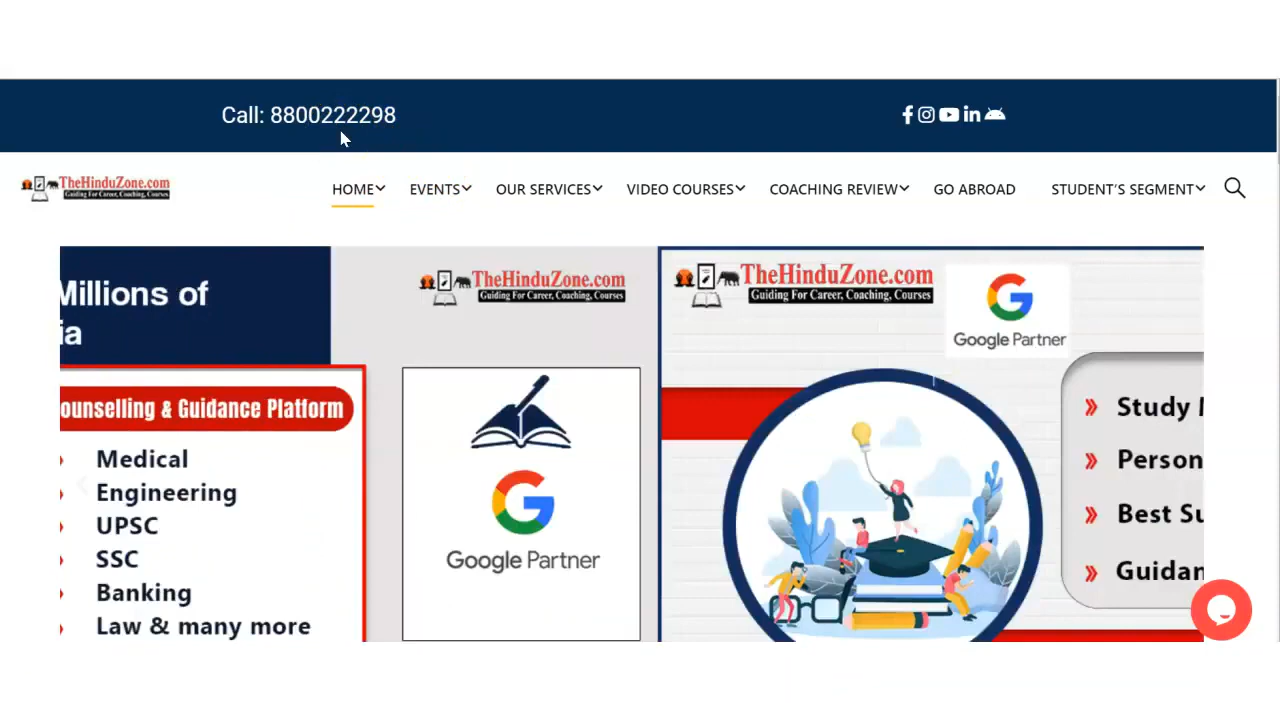 Call: 8800222298
TheHinduZone.com
Guiding For Career, Coaching, Courses
HOME EVENTS OUR SERVICES VIDEO COURSES COACHING REVIEW GO ABROAD STUDENT'S SEGMENT
Millions of
ia
ounselling & Guidance Platform
Medical
Engineering
UPSC
SSC
Banking
Law & many more
TheHinduZone.com
Guiding For Career, Coaching, Courses
Google Partner
TheHinduZone.com
Guiding For Career, Coaching, Courses
Google Partner
Study
Person
Best Su
Guidan